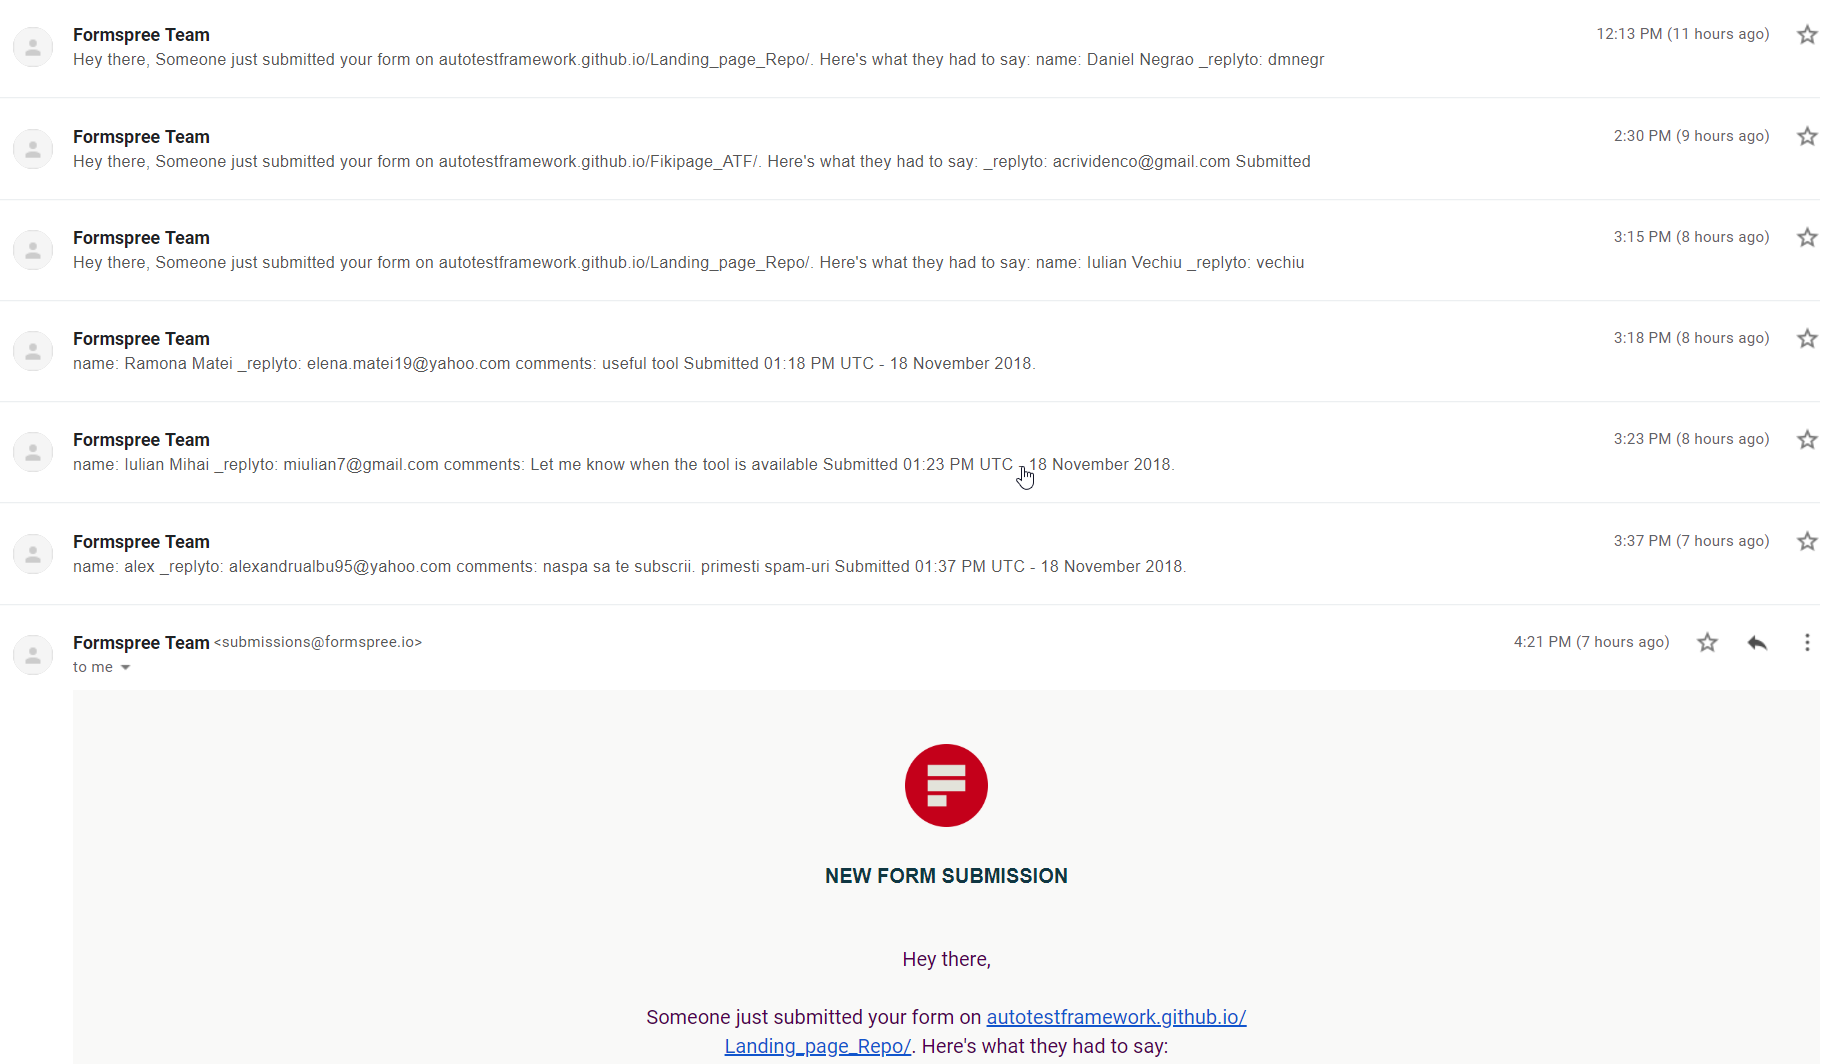 Formspree Team 12:13 PM (11 hours ago)
Hey there, Someone just submitted your form on autotestframework.github.io/Landing_page_Repo/. Here's what they had to say: name: Daniel Negrao _replyto: dmnegr
Formspree Team 2:30 PM (9 hours ago)
Hey there, Someone just submitted your form on autotestframework.github.io/Fikipage_ATF/. Here's what they had to say: _replyto: acrividenco@gmail.com Submitted
Formspree Team 3:15 PM (8 hours ago)
Hey there, Someone just submitted your form on autotestframework.github.io/Landing_page_Repo/. Here's what they had to say: name: Iulian Vechiu _replyto: vechiu
Formspree Team 3:18 PM (8 hours ago)
name: Ramona Matei _replyto: elena.matei19@yahoo.com comments: useful tool Submitted 01:18 PM UTC - 18 November 2018.
Formspree Team 3:23 PM (8 hours ago)
name: Iulian Mihai _replyto: miulian7@gmail.com comments: Let me know when the tool is available Submitted 01:23 PM UTC - 18 November 2018.
Formspree Team 3:37 PM (7 hours ago)
name: alex _replyto: alexandrualbu95@yahoo.com comments: naspa sa te subscrii. primesti spam-uri Submitted 01:37 PM UTC - 18 November 2018.
Formspree Team <submissions@formspree.io> 4:21 PM (7 hours ago)
to me
NEW FORM SUBMISSION
Hey there,
Someone just submitted your form on autotestframework.github.io/
Landing_page_Repo/. Here's what they had to say: